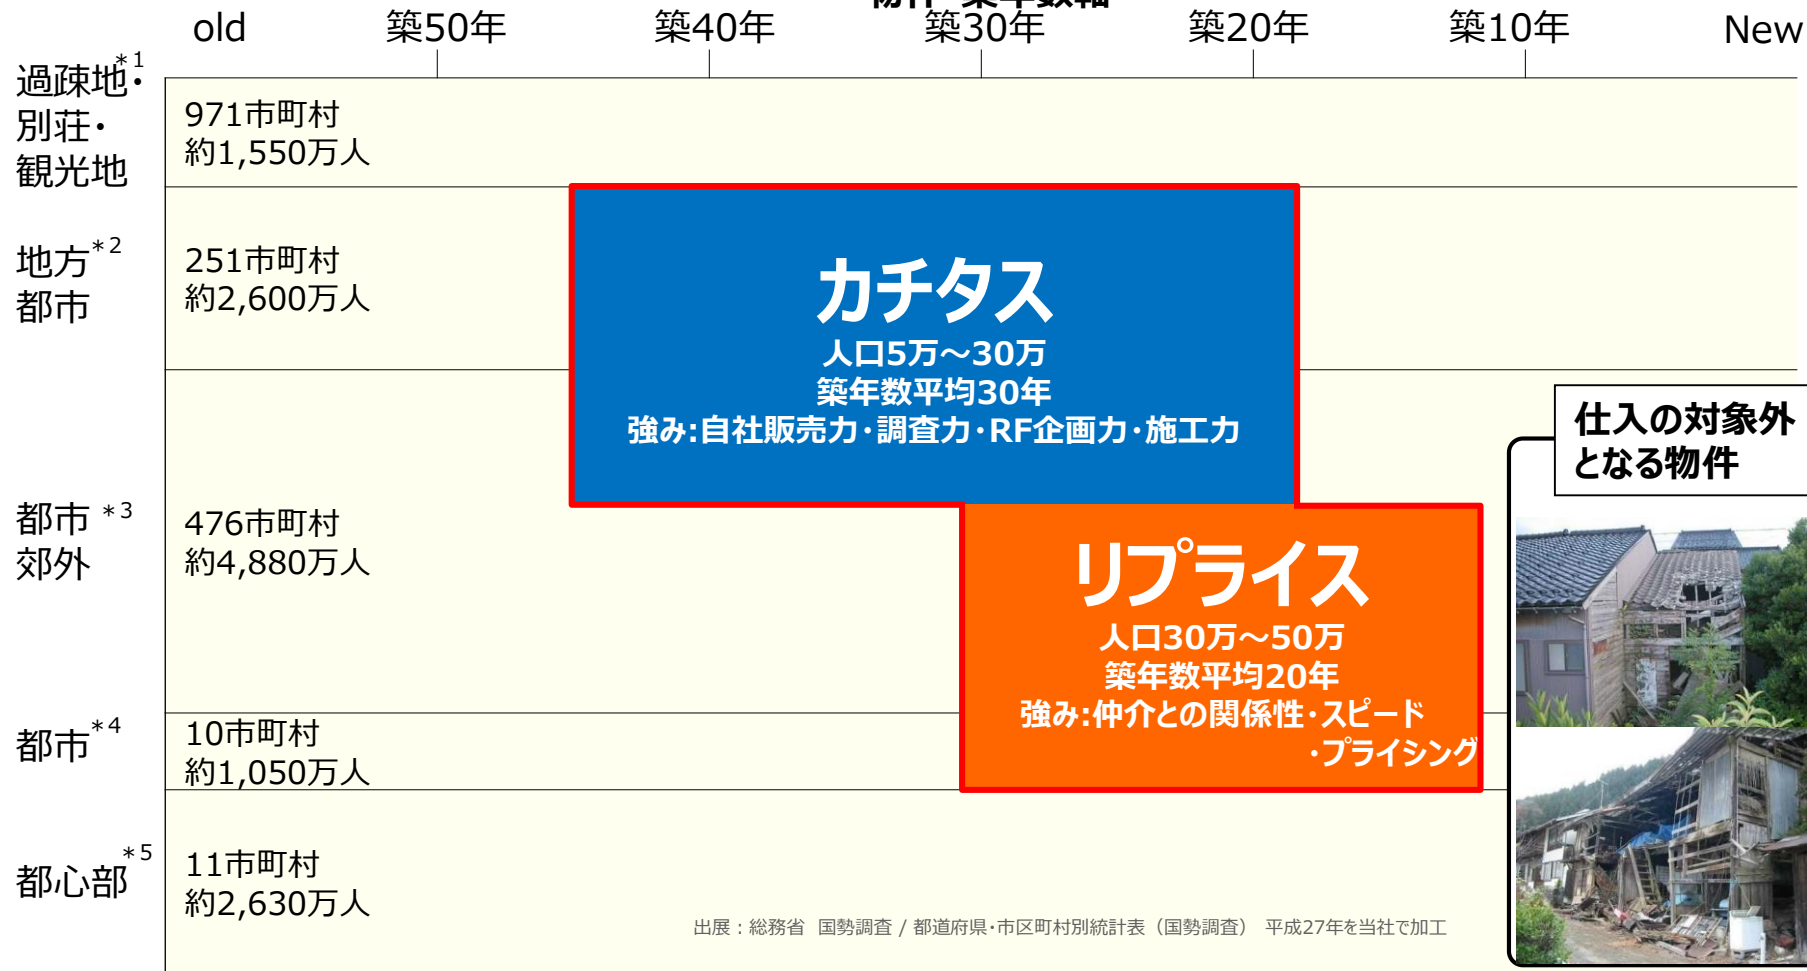 old
築50年
築40年
築30年
築20年
築10年
New
過疎地・*1
別荘・
観光地
971市町村
約1,550万人
地方*2
都市
251市町村
約2,600万人
カチタス
人口5万～30万
築年数平均30年
強み:自社販売力・調査力・RF企画力・施工力
仕入の対象外
となる物件
都市 *3
郊外
476市町村
約4,880万人
リプライス
人口30万～50万
築年数平均20年
強み:仲介との関係性・スピード
・プライシング
都市*4
10市町村
約1,050万人
都心部*5
11市町村
約2,630万人
出展：総務省 国勢調査 / 都道府県・市区町村別統計表（国勢調査） 平成27年を当社で加工